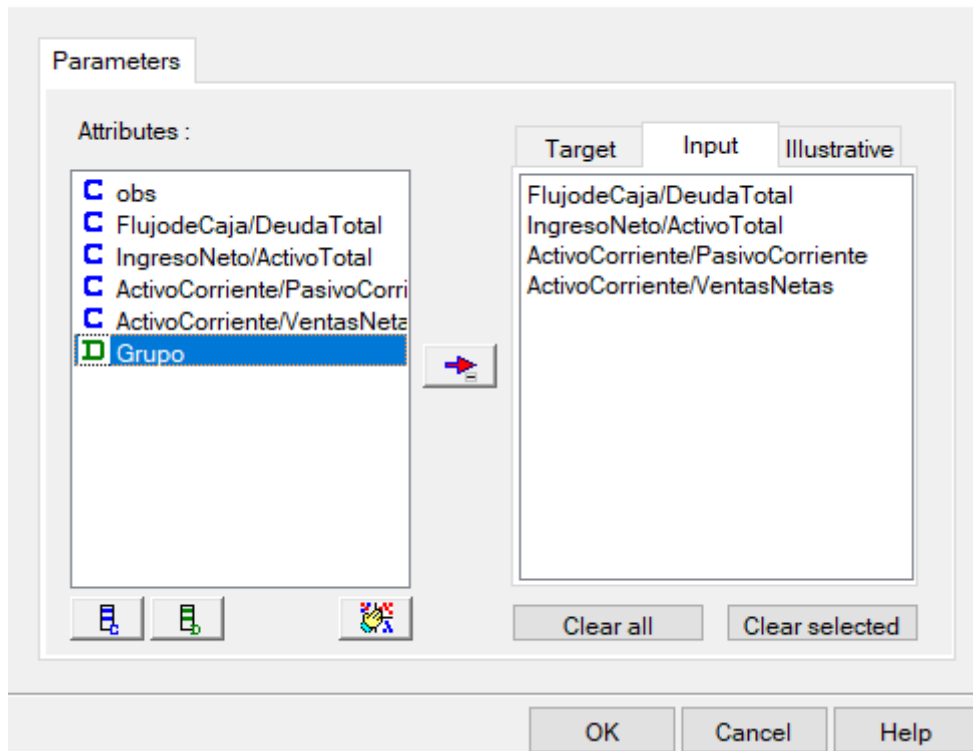 Parameters
Attributes :
C obs
C FlujodeCaja/DeudaTotal
C IngresoNeto/ActivoTotal
C ActivoCorriente/PasivoCorri
C ActivoCorriente/VentasNeta
D Grupo
Target Input Illustrative
FlujodeCaja/DeudaTotal
IngresoNeto/ActivoTotal
ActivoCorriente/PasivoCorriente
ActivoCorriente/VentasNetas
C D
Clear all Clear selected
OK Cancel Help